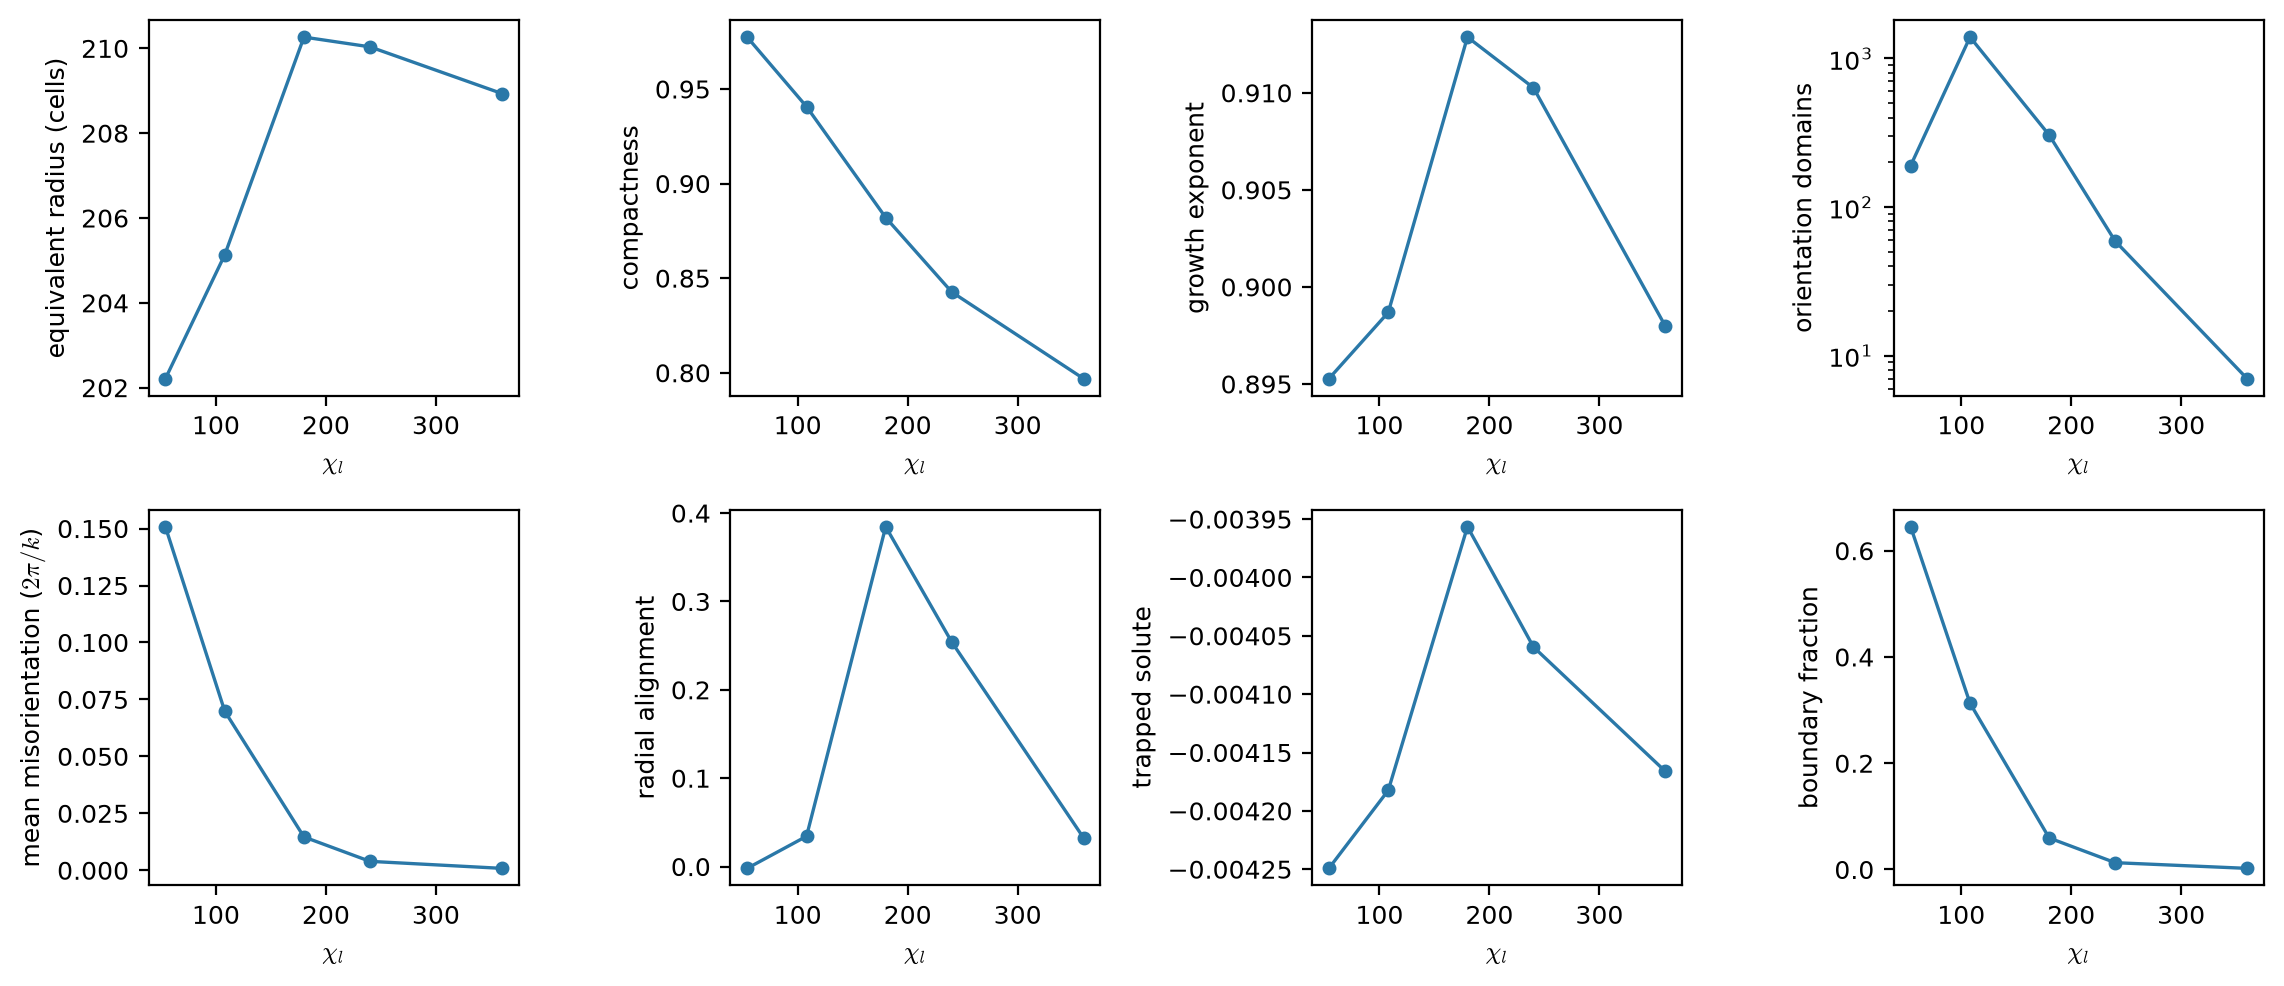 equivalent radius (cells)
210
208
206
204
202
100 200 300
χl
compactness
0.95
0.90
0.85
0.80
100 200 300
χl
growth exponent
0.910
0.905
0.900
0.895
100 200 300
χl
orientation domains
10³
10²
10¹
100 200 300
χl
mean misorientation (2π/k)
0.150
0.125
0.100
0.075
0.050
0.025
0.000
100 200 300
χl
radial alignment
0.4
0.3
0.2
0.1
0.0
100 200 300
χl
trapped solute
−0.00395
−0.00400
−0.00405
−0.00410
−0.00415
−0.00420
−0.00425
100 200 300
χl
boundary fraction
0.6
0.4
0.2
0.0
100 200 300
χl